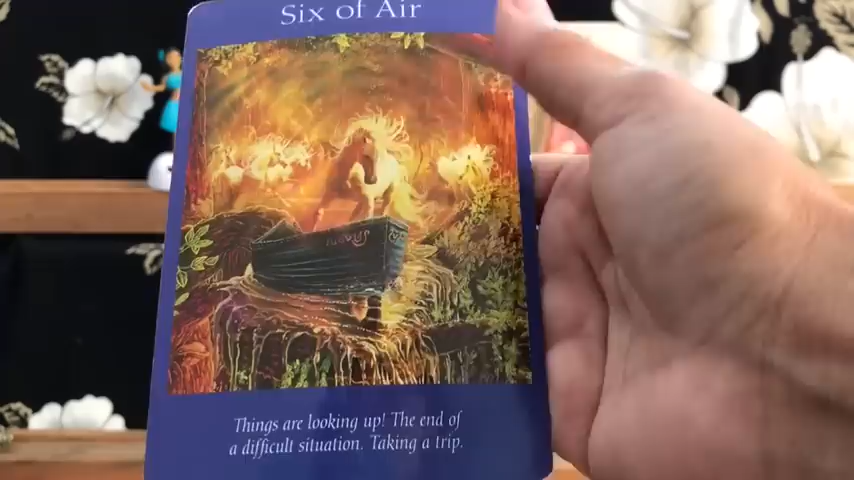 Six of Air
Things are looking up! The end of
a difficult situation. Taking a trip.